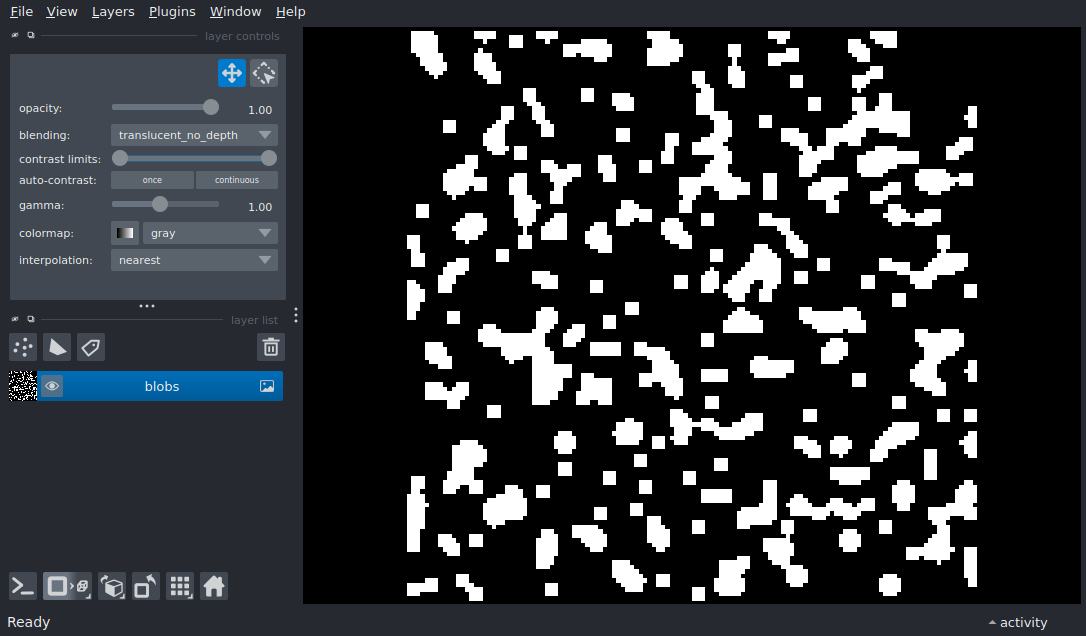 File View Layers Plugins Window Help
layer controls
opacity: 1.00
blending: translucent_no_depth
contrast limits:
auto-contrast: once continuous
gamma: 1.00
colormap: gray
interpolation: nearest
layer list
blobs
Ready activity